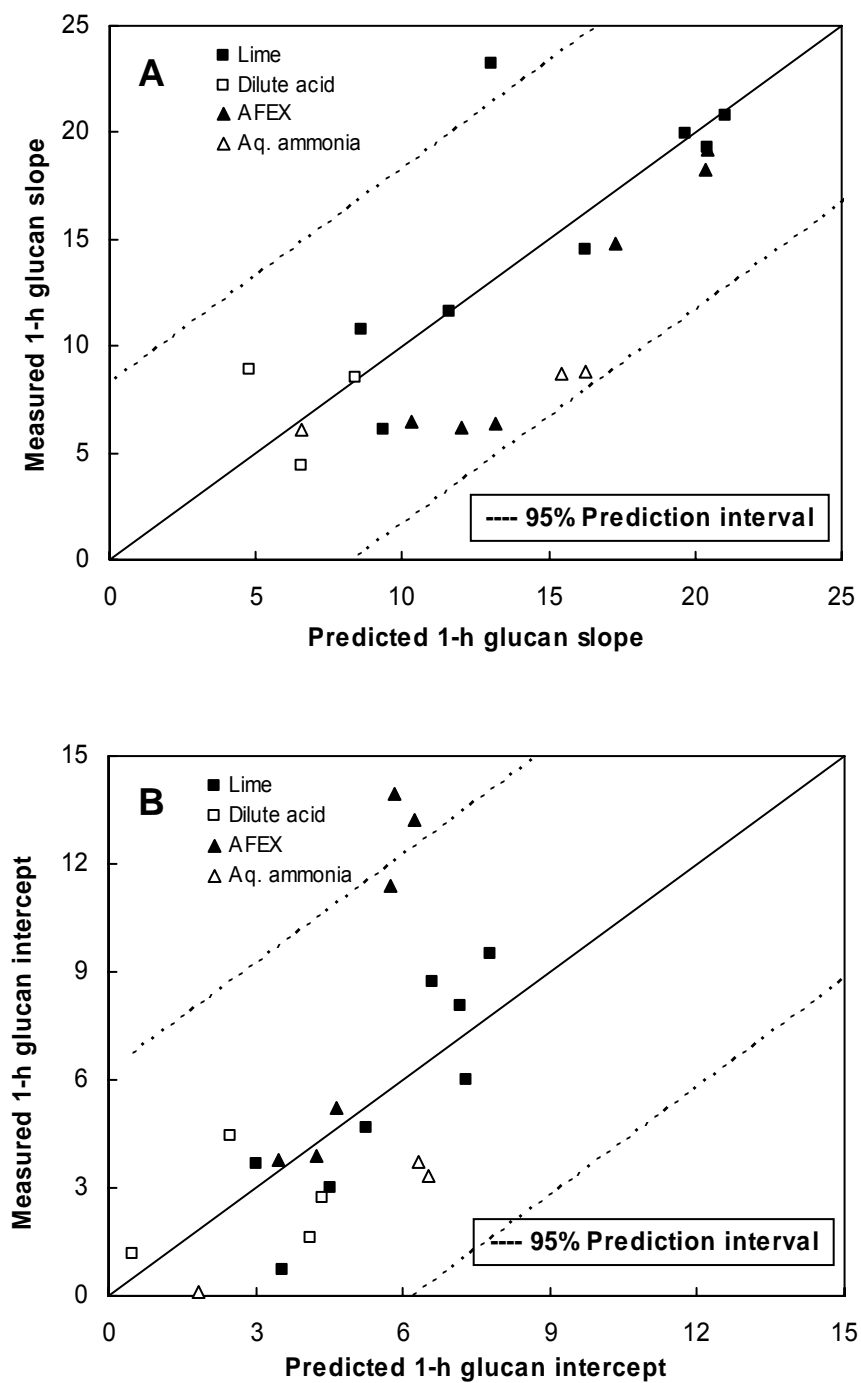 25
20
15
10
5
0
Measured 1-h glucan slope
A
Lime
Dilute acid
AFEX
Aq. ammonia
---- 95% Prediction interval
0 5 10 15 20 25
Predicted 1-h glucan slope
15
12
9
6
3
0
Measured 1-h glucan intercept
B
Lime
Dilute acid
AFEX
Aq. ammonia
---- 95% Prediction interval
0 3 6 9 12 15
Predicted 1-h glucan intercept